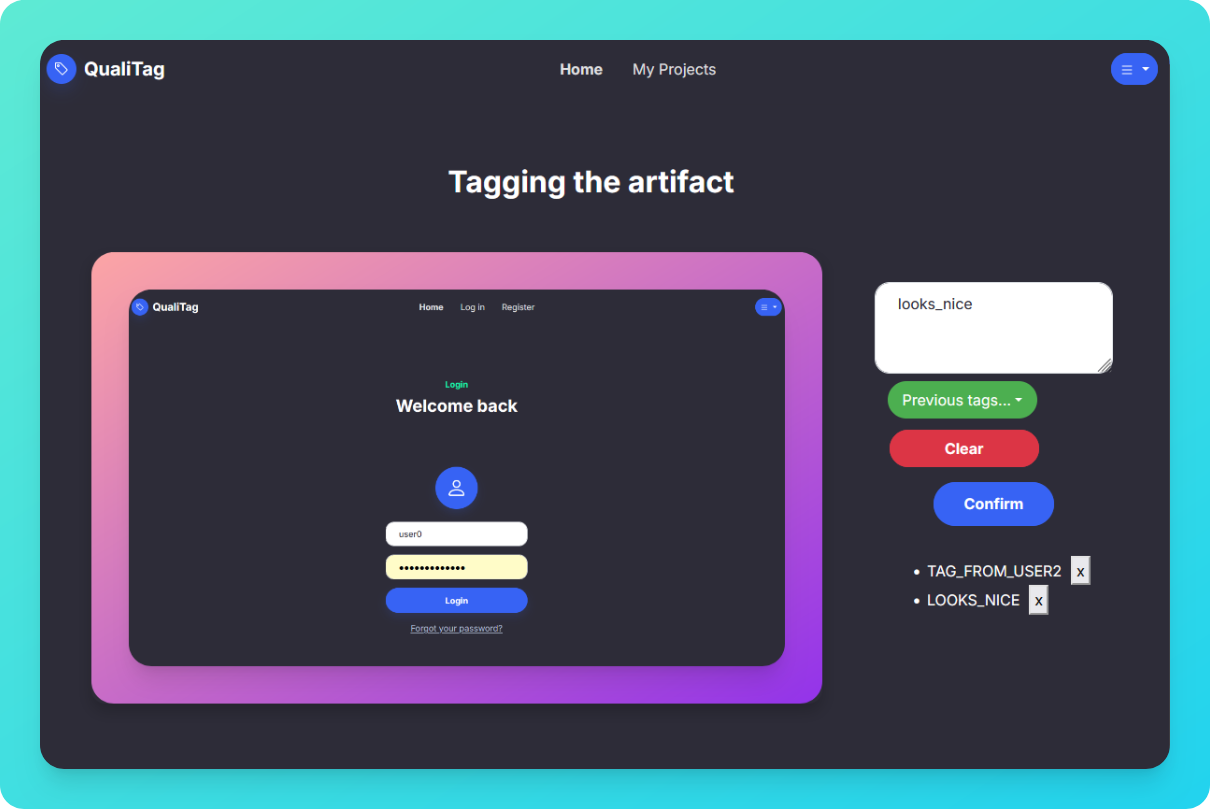 QualiTag
Home My Projects
Tagging the artifact
QualiTag
Home Log in Register
Login
Welcome back
user0
•••••••••••••
Login
Forgot your password?
looks_nice
Previous tags...
Clear
Confirm
• TAG_FROM_USER2 x
• LOOKS_NICE x